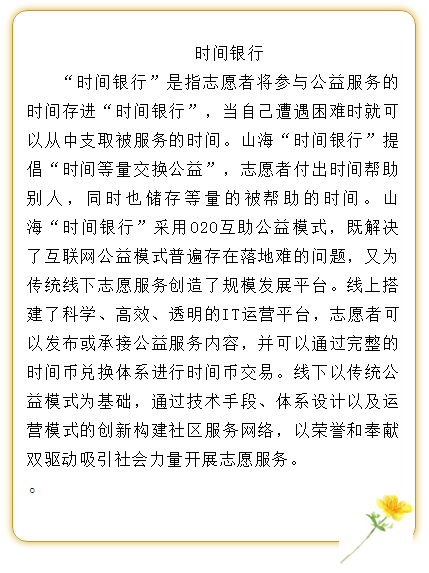 时间银行
“时间银行”是指志愿者将参与公益服务的
时间存进“时间银行”，当自己遭遇困难时就可
以从中支取被服务的时间。山海“时间银行”提
倡“时间等量交换公益”，志愿者付出时间帮助
别人，同时也储存等量的被帮助的时间。山
海“时间银行”采用O2O互助公益模式，既解决
了互联网公益模式普遍存在落地难的问题，又为
传统线下志愿服务创造了规模发展平台。线上搭
建了科学、高效、透明的IT运营平台，志愿者可
以发布或承接公益服务内容，并可以通过完整的
时间币兑换体系进行时间币交易。线下以传统公
益模式为基础，通过技术手段、体系设计以及运
营模式的创新构建社区服务网络，以荣誉和奉献
双驱动吸引社会力量开展志愿服务。
。